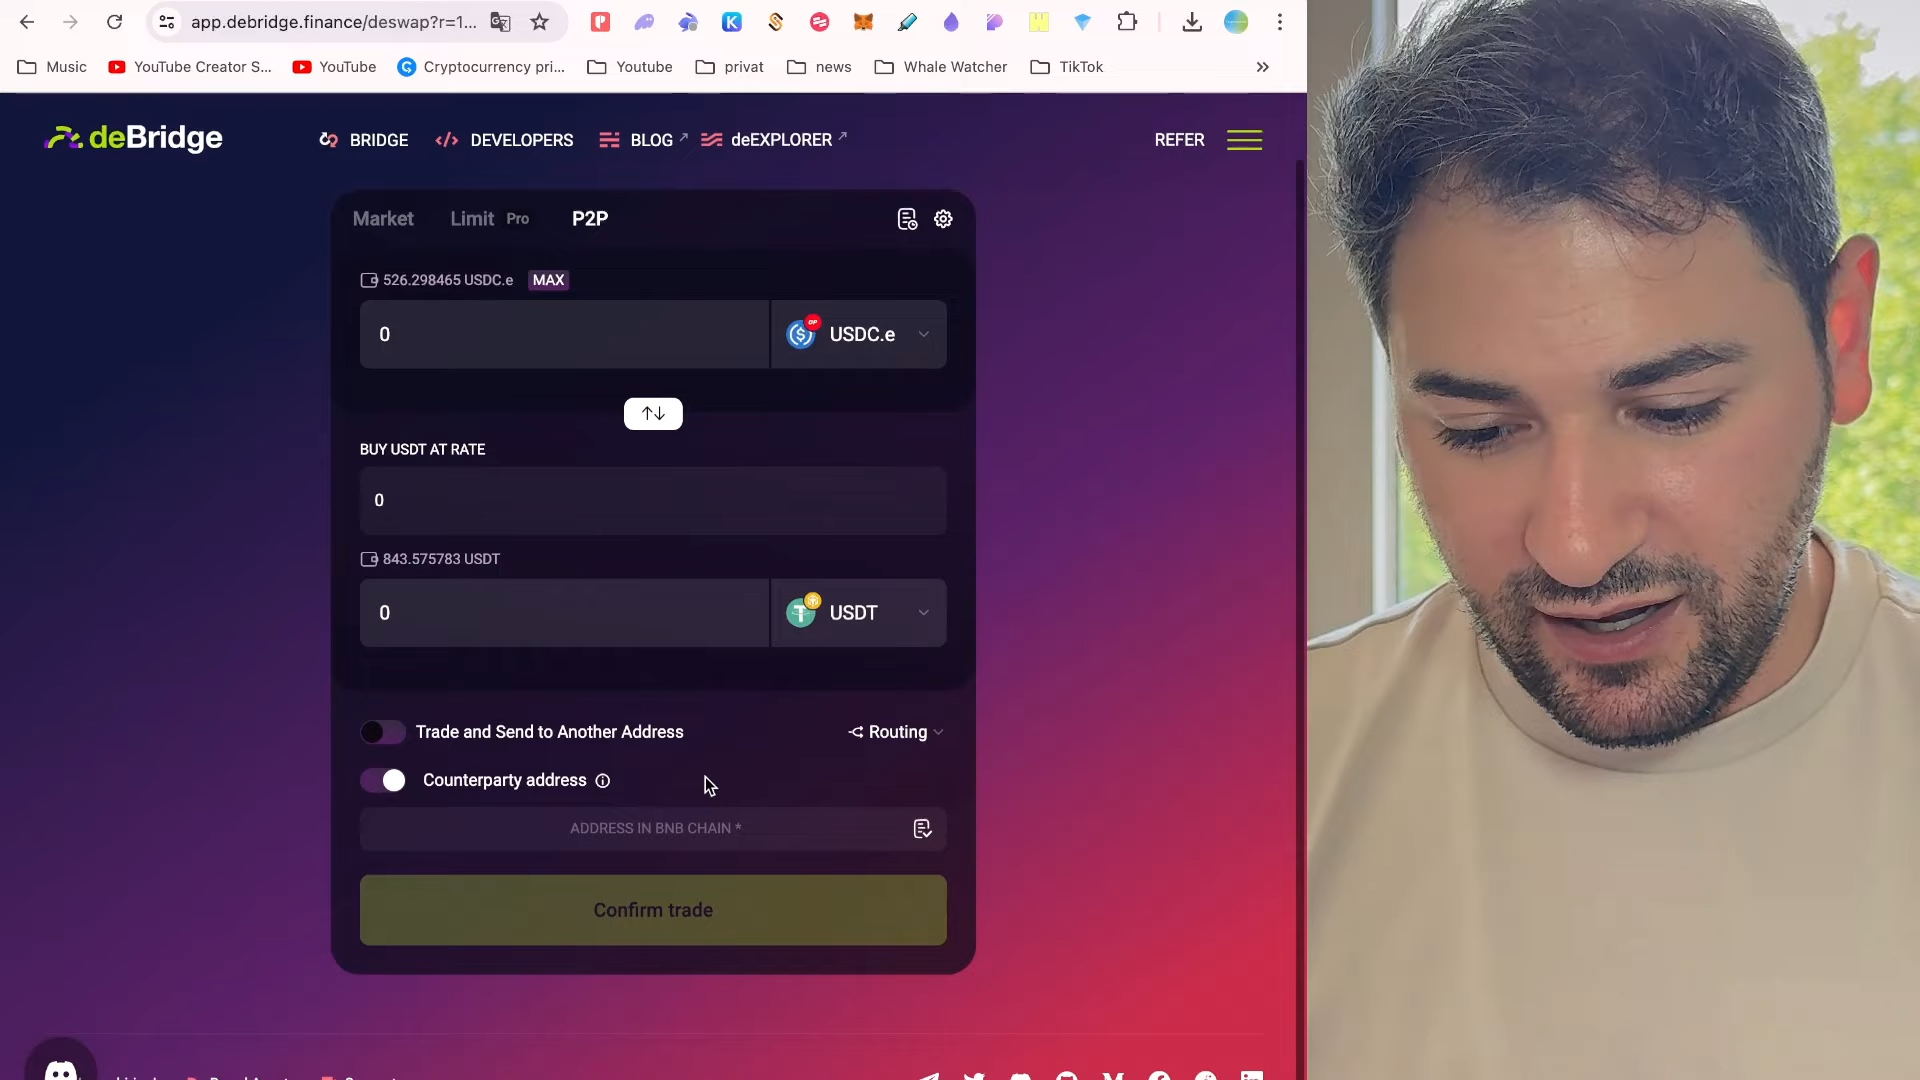 app.debridge.finance/deswap?r=1...
Music
YouTube Creator S...
YouTube
Cryptocurrency pri...
Youtube
privat
news
Whale Watcher
TikTok
deBridge
BRIDGE
DEVELOPERS
BLOG
deEXPLORER
REFER
Market
Limit Pro
P2P
526.298465 USDC.e MAX
0
USDC.e
BUY USDT AT RATE
0
843.575783 USDT
0
USDT
Trade and Send to Another Address
Routing
Counterparty address
ADDRESS IN BNB CHAIN *
Confirm trade